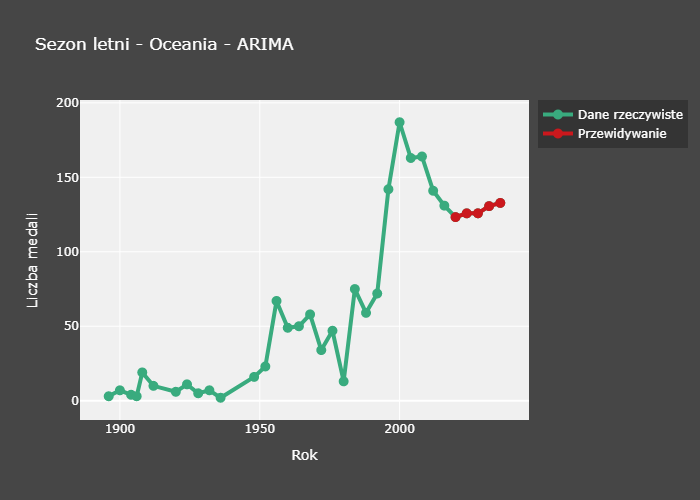 Sezon letni - Oceania - ARIMA
Dane rzeczywiste
Przewidywanie
200
150
100
50
0
Liczba medali
1900 1950 2000
Rok